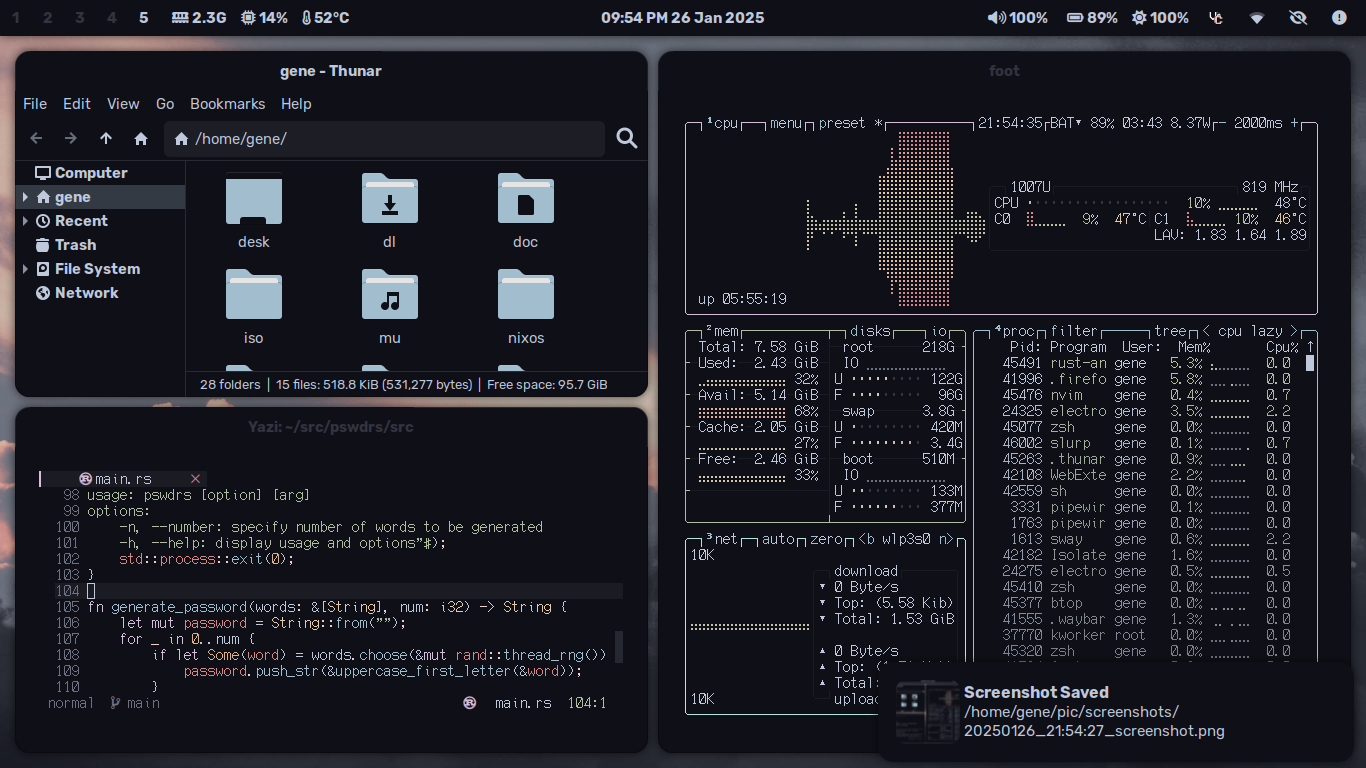 1 2 3 4 5 2.3G 14% 52°C 09:54 PM 26 Jan 2025 100% 89% 100%
gene - Thunar
File Edit View Go Bookmarks Help
/home/gene/
Computer
gene
Recent
Trash
File System
Network
desk dl doc
iso mu nixos
28 folders | 15 files: 518.8 KiB (531,277 bytes) | Free space: 95.7 GiB
Yazi: ~/src/pswdrs/src
main.rs
98 usage: pswdrs [option] [arg]
99 options:
100 -n, --number: specify number of words to be generated
101 -h, --help: display usage and options"#);
102 std::process::exit(0);
103 }
104
105 fn generate_password(words: &[String], num: i32) -> String {
106 let mut password = String::from("");
107 for _ in 0..num {
108 if let Some(word) = words.choose(&mut rand::thread_rng())
109 password.push_str(&uppercase_first_letter(&word));
110 }
normal main main.rs 104:1
foot
1cpu menu preset * 21:54:35 BAT▾ 89% 03:43 8.37W - 2000ms +
1007U 819 MHz
CPU 10% 48°C
C0 9% 47°C C1 10% 46°C
LAV: 1.83 1.64 1.89
up 05:55:19
2mem disks io
Total: 7.58 GiB
Used: 2.43 GiB
32%
Avail: 5.14 GiB
68%
Cache: 2.05 GiB
27%
Free: 2.46 GiB
33%
root 218G
IO
U 122G
F 96G
swap 3.8G
U 420M
F 3.4G
boot 510M
IO
U 133M
F 377M
3net auto zero <b wlp3s0 n>
10K
download
▾ 0 Byte/s
▾ Top: (5.58 Kib)
▾ Total: 1.53 GiB
▴ 0 Byte/s
▴ Top:
▴ Total:
10K
4proc filter tree < cpu lazy >
Pid: Program User: Mem% Cpu% ↑
45491 rust-an gene 5.3% 0.0
41996 .firefo gene 5.8% 0.0
45476 nvim gene 0.4% 0.7
24325 electro gene 3.5% 2.2
45077 zsh gene 0.0% 0.0
46002 slurp gene 0.1% 0.7
45263 .thunar gene 0.9% 0.0
42108 WebExte gene 2.2% 0.0
42559 sh gene 0.0% 0.0
3331 pipewir gene 0.1% 0.0
1763 pipewir gene 0.0% 0.0
1613 sway gene 0.6% 2.2
42182 Isolate gene 1.6% 0.0
24275 electro gene 0.5% 0.5
45410 zsh gene 0.0% 0.0
45377 btop gene 0.0% 0.0
41555 .waybar gene 1.3% 0.0
37770 kworker root 0.0% 0.0
45320 zsh gene 0.0% 0.0
Screenshot Saved
/home/gene/pic/screenshots/
20250126_21:54:27_screenshot.png